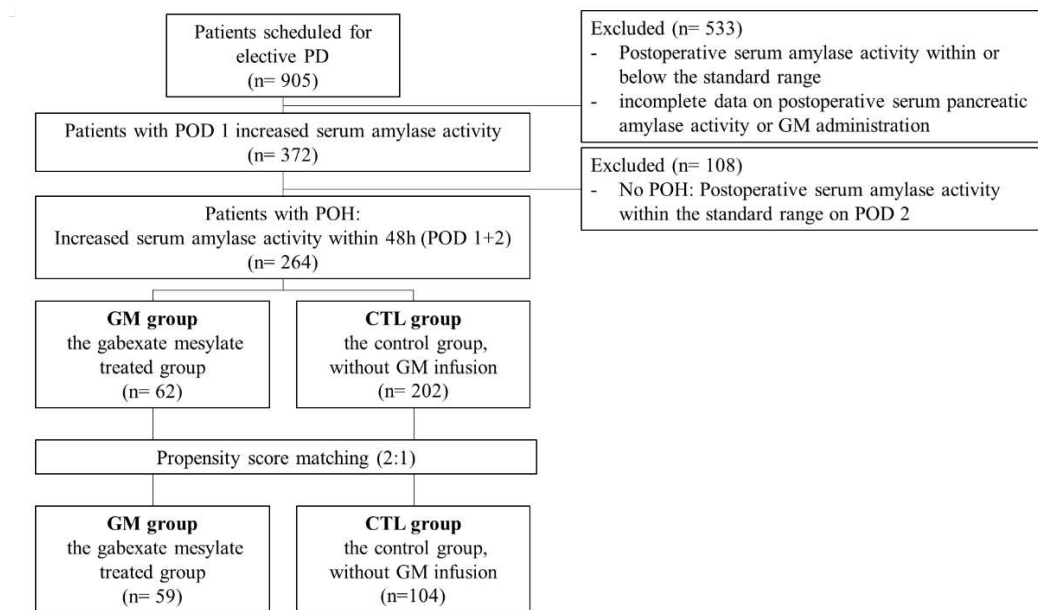 Patients scheduled for
elective PD
(n= 905)
Excluded (n= 533)
- Postoperative serum amylase activity within or
below the standard range
- incomplete data on postoperative serum pancreatic
amylase activity or GM administration
Patients with POD 1 increased serum amylase activity
(n= 372)
Excluded (n= 108)
- No POH: Postoperative serum amylase activity
within the standard range on POD 2
Patients with POH:
Increased serum amylase activity within 48h (POD 1+2)
(n= 264)
GM group
the gabexate mesylate
treated group
(n= 62)
CTL group
the control group,
without GM infusion
(n= 202)
Propensity score matching (2:1)
GM group
the gabexate mesylate
treated group
(n= 59)
CTL group
the control group,
without GM infusion
(n=104)